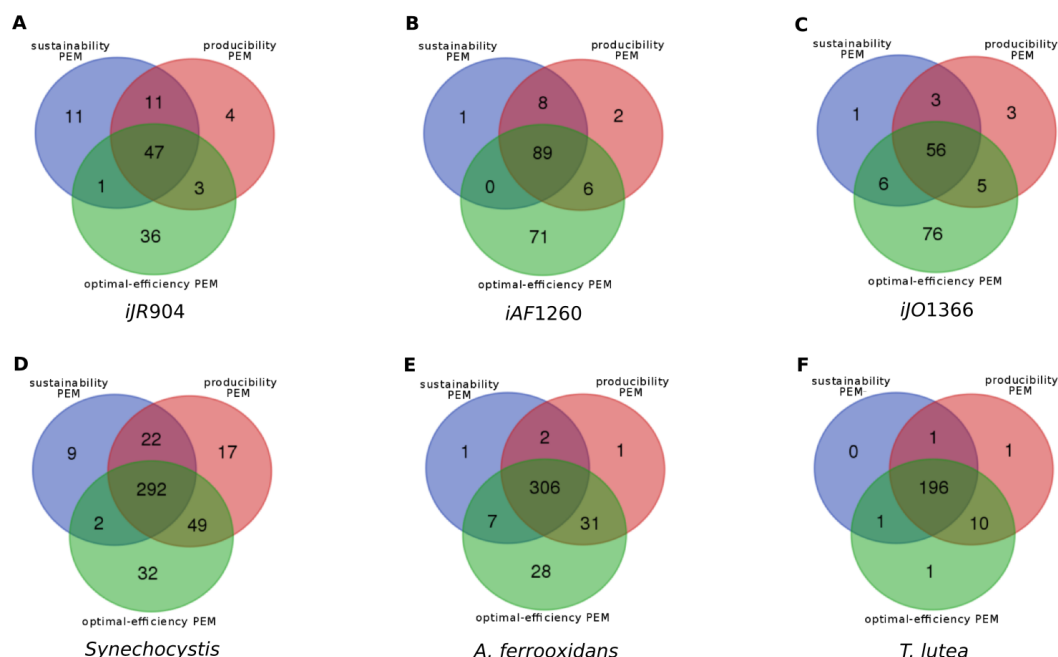 A
sustainability
PEM
producibility
PEM
11
11
4
47
1
3
36
optimal-efficiency PEM
iJR904
B
sustainability
PEM
producibility
PEM
1
8
2
89
0
6
71
optimal-efficiency PEM
iAF1260
C
sustainability
PEM
producibility
PEM
1
3
3
56
6
5
76
optimal-efficiency PEM
iJO1366
D
sustainability
PEM
producibility
PEM
9
22
17
292
2
49
32
optimal-efficiency PEM
Synechocystis
E
sustainability
PEM
producibility
PEM
1
2
1
306
7
31
28
optimal-efficiency PEM
A. ferrooxidans
F
sustainability
PEM
producibility
PEM
0
1
1
196
1
10
1
optimal-efficiency PEM
T. lutea